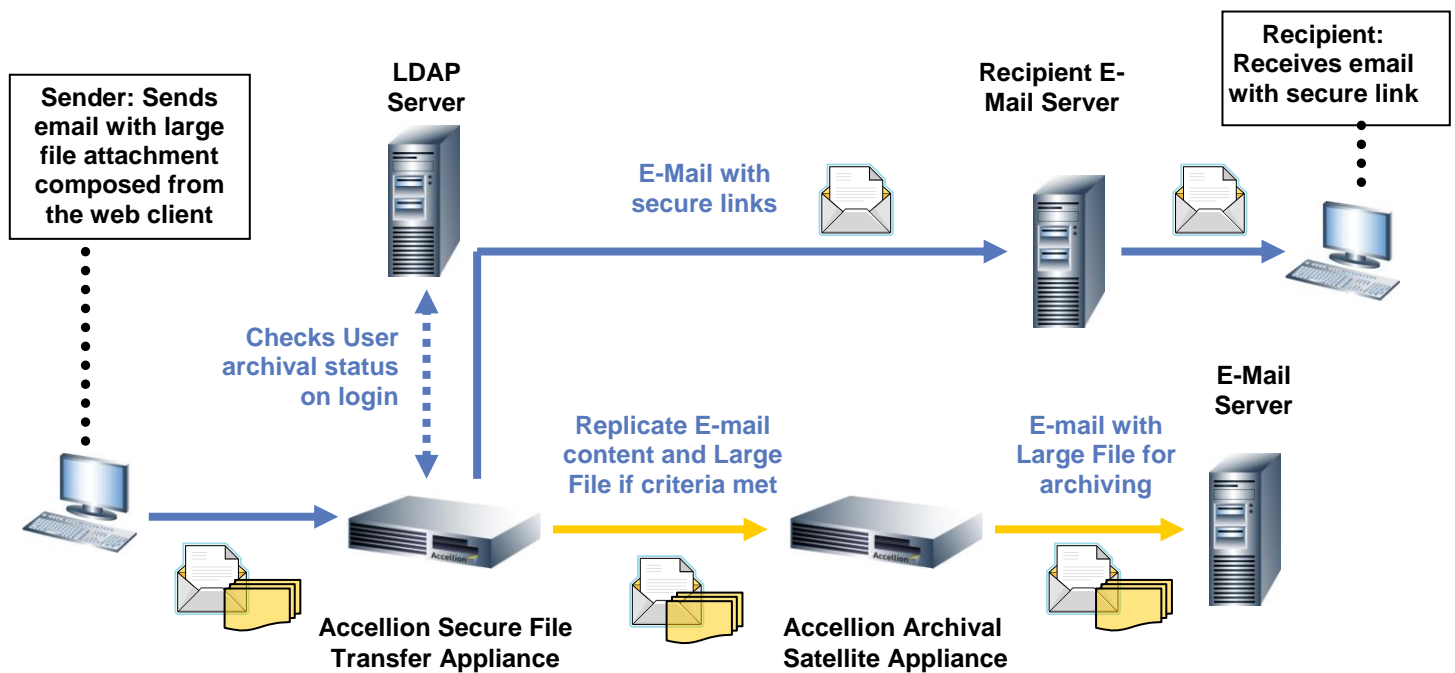 Sender: Sends
email with large
file attachment
composed from
the web client
LDAP
Server
Recipient E-
Mail Server
Recipient:
Receives email
with secure link
E-Mail with
secure links
Checks User
archival status
on login
Replicate E-mail
content and Large
File if criteria met
E-mail with
Large File for
archiving
E-Mail
Server
Accellion
Accellion
Accellion Secure File
Transfer Appliance
Accellion Archival
Satellite Appliance